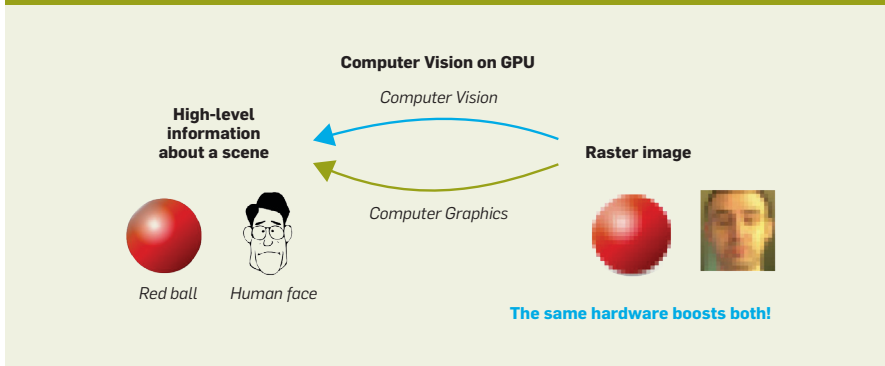 Computer Vision on GPU
Computer Vision
High-level
information
about a scene
Raster image
Computer Graphics
Red ball
Human face
The same hardware boosts both!